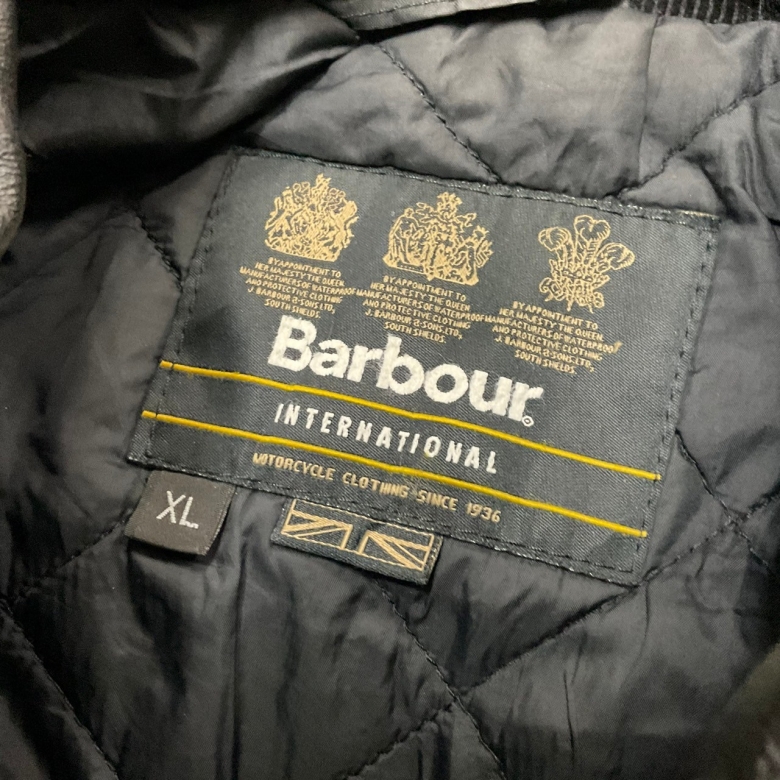 BY APPOINTMENT TO
HER MAJESTY THE QUEEN
MANUFACTURERS OF WATERPROOF
AND PROTECTIVE CLOTHING
J. BARBOUR & SONS LTD,
SOUTH SHIELDS.
BY APPOINTMENT TO
HER MAJESTY THE QUEEN
MANUFACTURERS OF WATERPROOF
AND PROTECTIVE CLOTHING
J. BARBOUR & SONS LTD,
SOUTH SHIELDS.
BY APPOINTMENT TO
HER MAJESTY THE QUEEN
MANUFACTURERS OF WATERPROOF
J. BARBOUR & SONS LTD,
SOUTH SHIELDS.
Barbour®
INTERNATIONAL
MOTORCYCLE CLOTHING SINCE 1936
XL